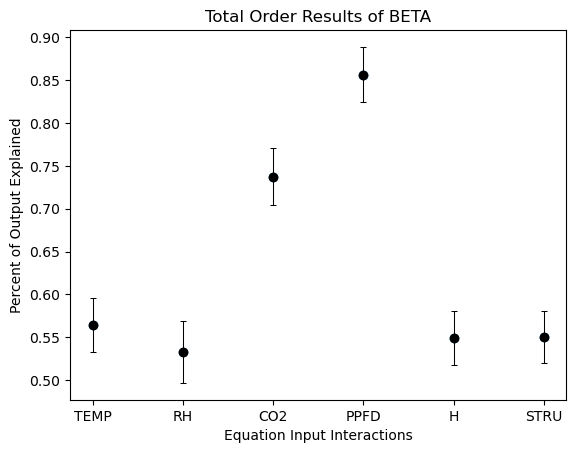 Total Order Results of BETA
Percent of Output Explained
0.90
0.85
0.80
0.75
0.70
0.65
0.60
0.55
0.50
TEMP RH CO2 PPFD H STRU
Equation Input Interactions